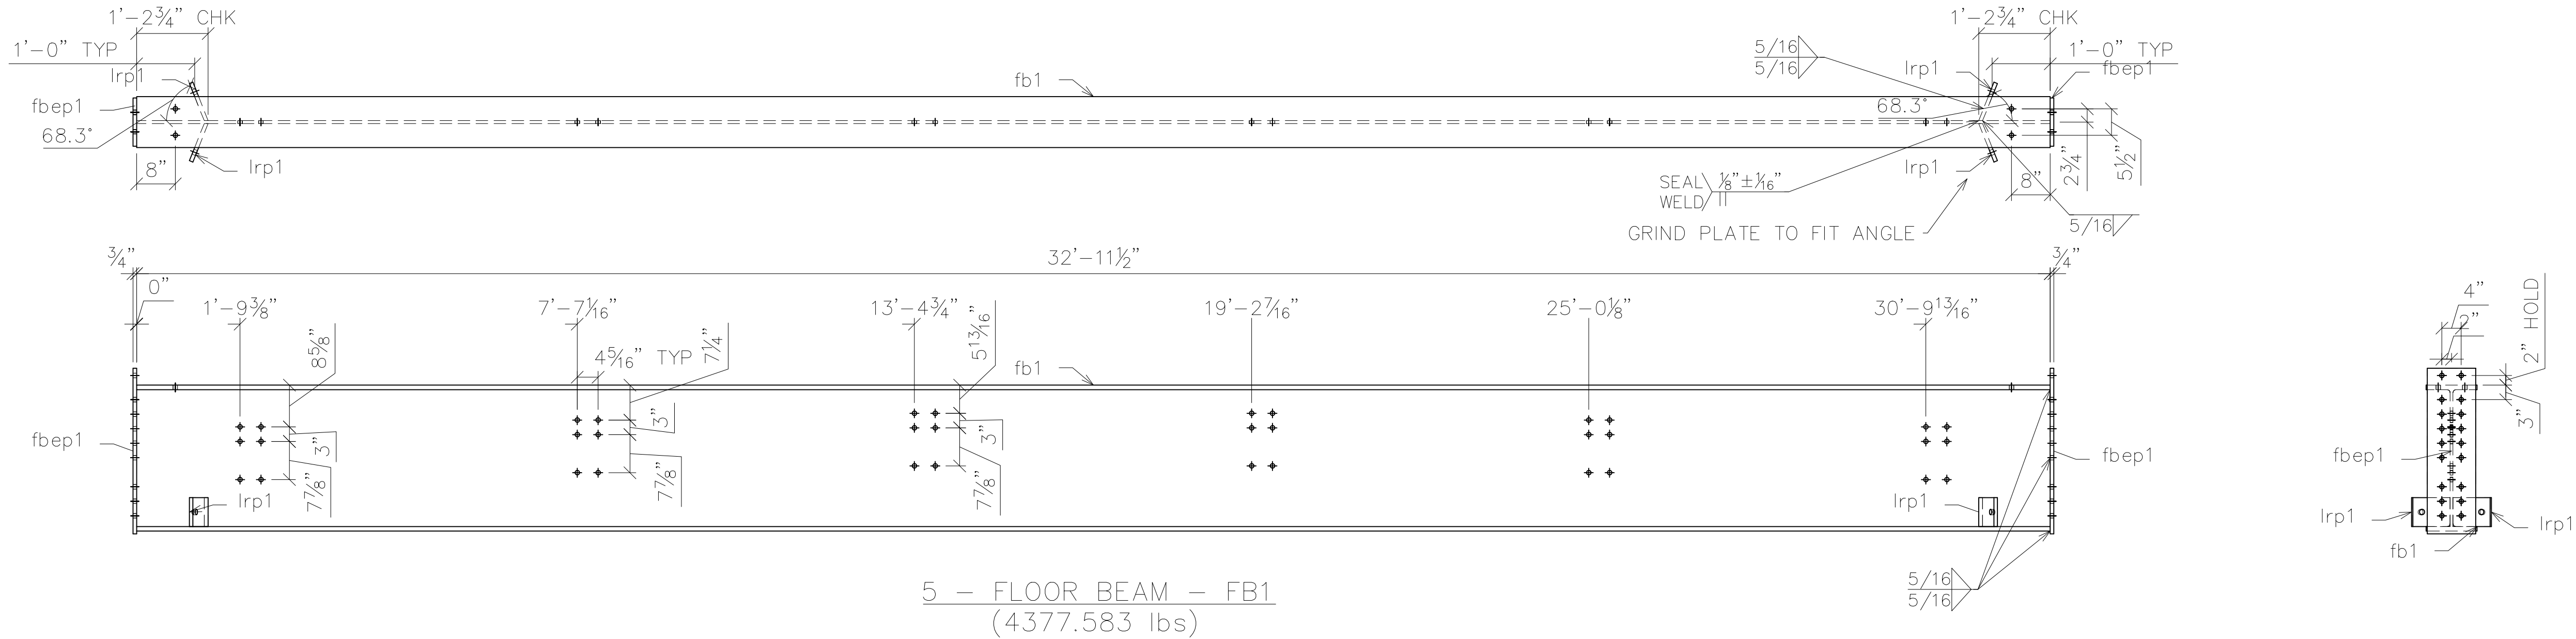 1'-2¾" CHK
1'-2¾" CHK
1'-0" TYP
5/16
5/16
1'-0" TYP
lrp1
fb1
lrp1
fbep1
fbep1
68.3°
68.3°
8"
lrp1
lrp1
8"
2¾"
5½"
SEAL
WELD
⅛"±1⁄16"
5/16
GRIND PLATE TO FIT ANGLE
¾"
32'-11½"
¾"
0"
1'-9⅜"
7'-7 1⁄16"
13'-4¾"
19'-2 7⁄16"
25'-0⅛"
30'-9 13⁄16"
4"
2"
2" HOLD
8⅝"
4 5⁄16" TYP
7¼"
5 13⁄16"
fb1
fbep1
3"
3"
3"
fbep1
fbep1
3"
7⅞"
7⅞"
7⅞"
lrp1
lrp1
lrp1
lrp1
fb1
5/16
5/16
5 - FLOOR BEAM - FB1
(4377.583 lbs)